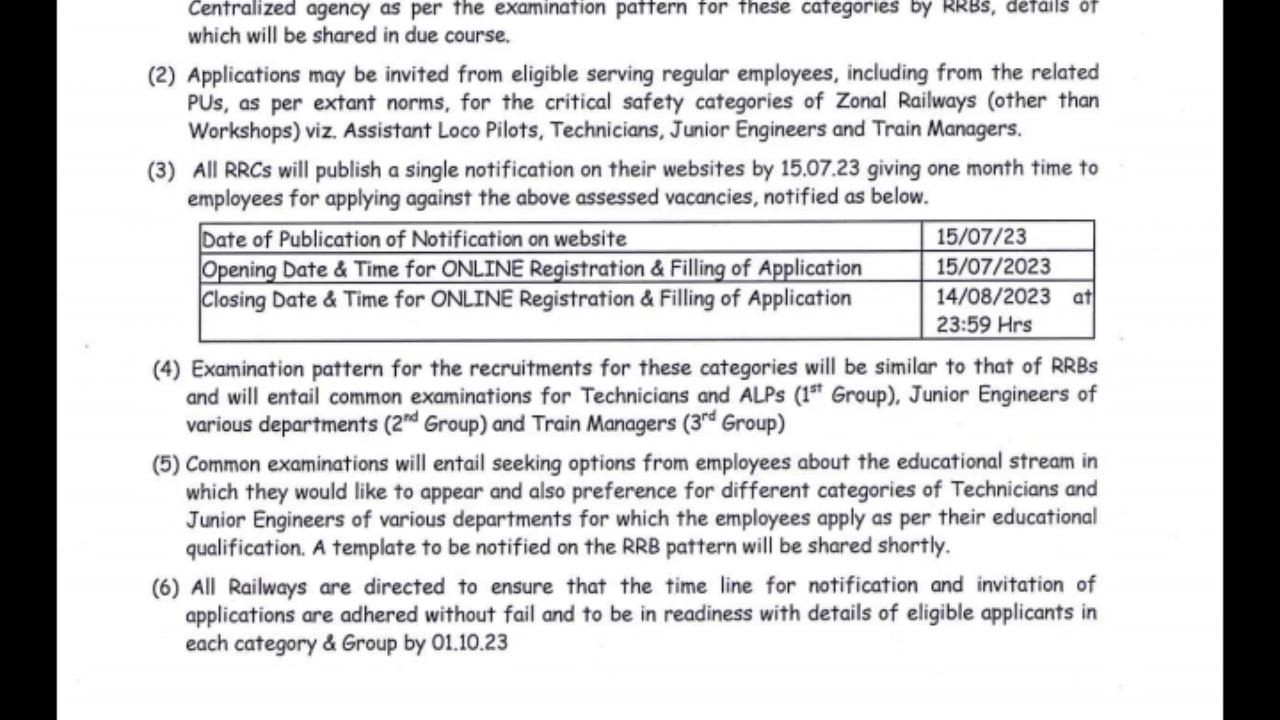 Centralized agency as per the examination pattern for these categories by RRBs, details of
which will be shared in due course.
(2) Applications may be invited from eligible serving regular employees, including from the related
PUs, as per extant norms, for the critical safety categories of Zonal Railways (other than
Workshops) viz. Assistant Loco Pilots, Technicians, Junior Engineers and Train Managers.
(3) All RRCs will publish a single notification on their websites by 15.07.23 giving one month time to
employees for applying against the above assessed vacancies, notified as below.
Date of Publication of Notification on website 15/07/23
Opening Date & Time for ONLINE Registration & Filling of Application 15/07/2023
Closing Date & Time for ONLINE Registration & Filling of Application 14/08/2023 at
23:59 Hrs
(4) Examination pattern for the recruitments for these categories will be similar to that of RRBs
and will entail common examinations for Technicians and ALPs (1st Group), Junior Engineers of
various departments (2nd Group) and Train Managers (3rd Group)
(5) Common examinations will entail seeking options from employees about the educational stream in
which they would like to appear and also preference for different categories of Technicians and
Junior Engineers of various departments for which the employees apply as per their educational
qualification. A template to be notified on the RRB pattern will be shared shortly.
(6) All Railways are directed to ensure that the time line for notification and invitation of
applications are adhered without fail and to be in readiness with details of eligible applicants in
each category & Group by 01.10.23